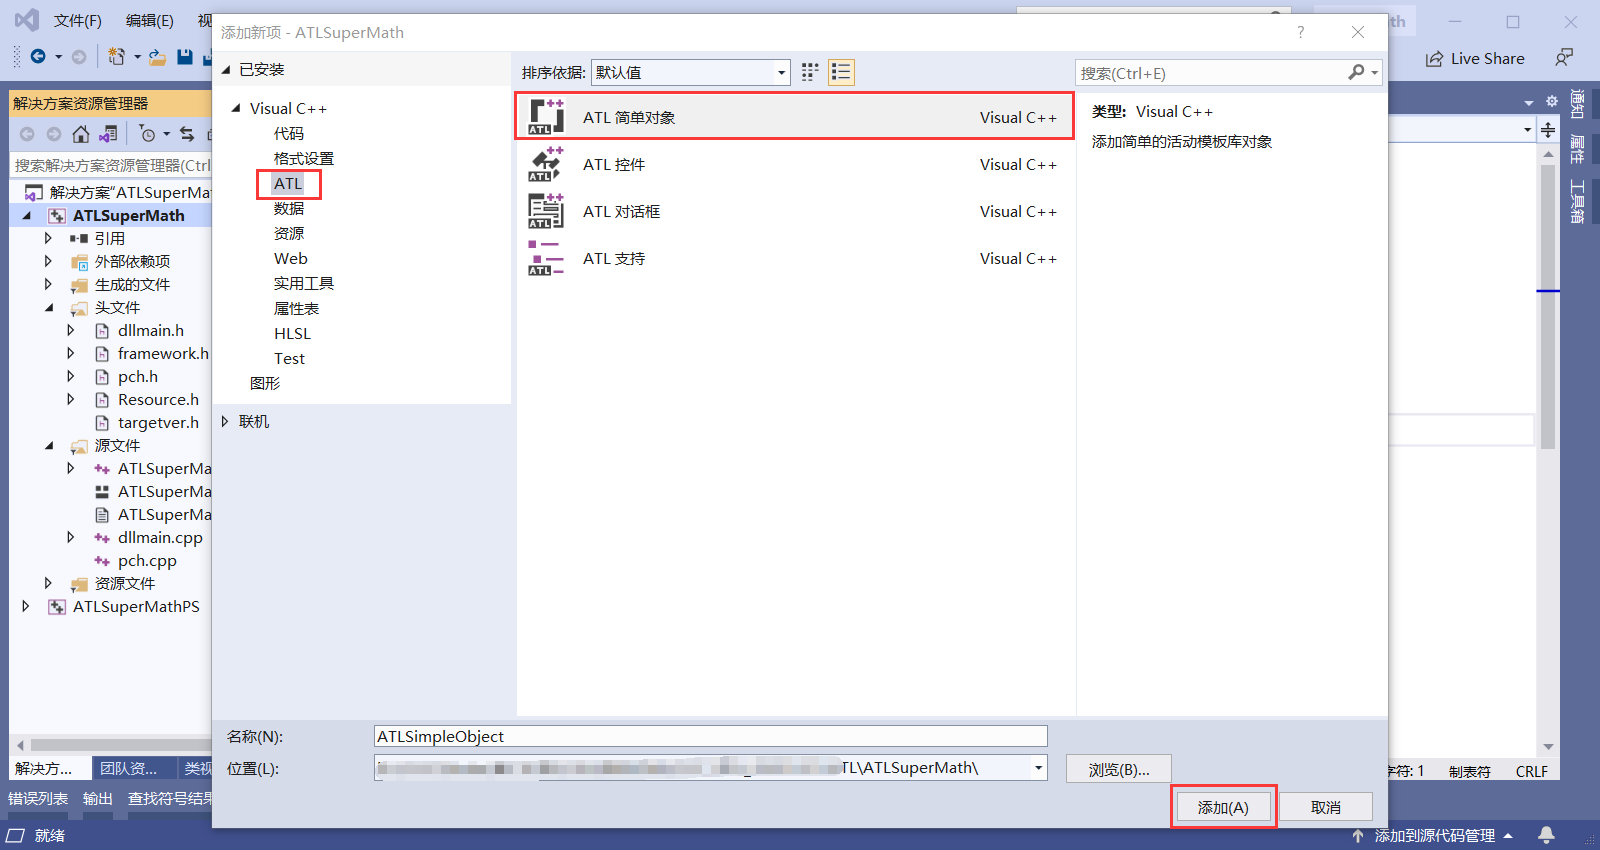 文件(F)
编辑(E)
视
th
Live Share
添加新项 - ATLSuperMath
?
已安装
排序依据: 默认值
搜索(Ctrl+E)
Visual C++
代码
格式设置
ATL
数据
资源
Web
实用工具
属性表
HLSL
Test
图形
联机
ATL 简单对象 Visual C++
ATL 控件 Visual C++
ATL 对话框 Visual C++
ATL 支持 Visual C++
类型: Visual C++
添加简单的活动模板库对象
名称(N): ATLSimpleObject
位置(L): TL\ATLSuperMath\
浏览(B)...
添加(A)
取消
解决方案资源管理器
搜索解决方案资源管理器(Ctrl
解决方案"ATLSuperMat
ATLSuperMath
引用
外部依赖项
生成的文件
头文件
dllmain.h
framework.h
pch.h
Resource.h
targetver.h
源文件
ATLSuperMa
ATLSuperMa
ATLSuperMa
dllmain.cpp
pch.cpp
资源文件
ATLSuperMathPS
解决方...
团队资...
类视
错误列表
输出
查找符号结果
就绪
通知
属性
工具箱
字符: 1
制表符
CRLF
添加到源代码管理